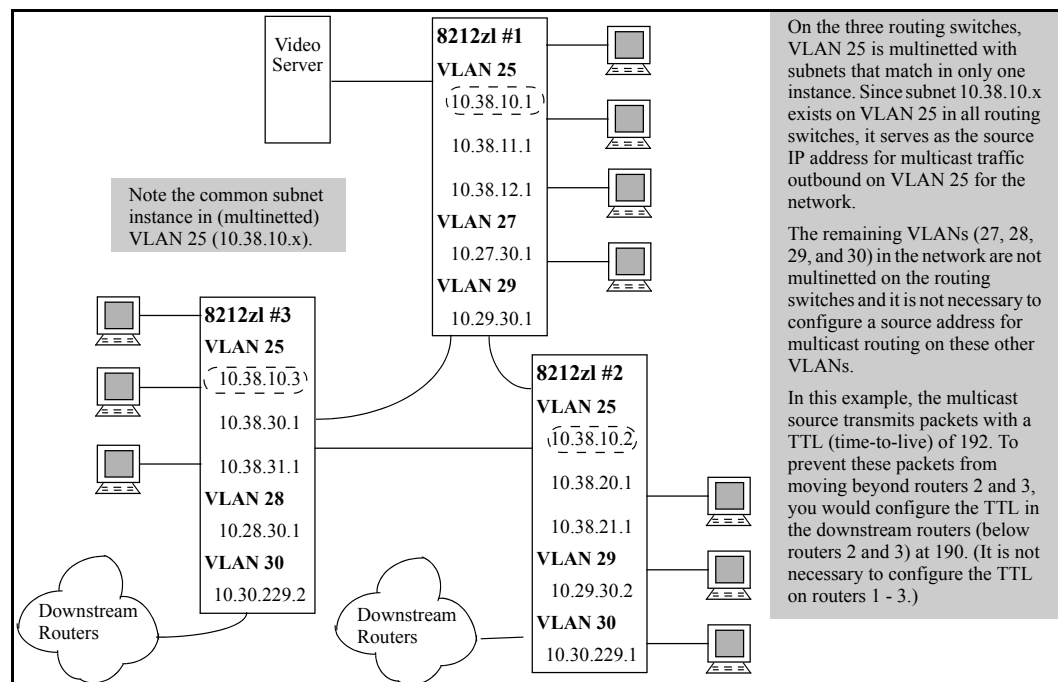 Video
Server
8212zl #1
VLAN 25
10.38.10.1
10.38.11.1
10.38.12.1
VLAN 27
10.27.30.1
VLAN 29
10.29.30.1
Note the common subnet
instance in (multinetted)
VLAN 25 (10.38.10.x).
8212zl #3
VLAN 25
10.38.10.3
10.38.30.1
10.38.31.1
VLAN 28
10.28.30.1
VLAN 30
10.30.229.2
Downstream
Routers
8212zl #2
VLAN 25
10.38.10.2
10.38.20.1
10.38.21.1
VLAN 29
10.29.30.2
VLAN 30
10.30.229.1
Downstream
Routers
On the three routing switches,
VLAN 25 is multinetted with
subnets that match in only one
instance. Since subnet 10.38.10.x
exists on VLAN 25 in all routing
switches, it serves as the source
IP address for multicast traffic
outbound on VLAN 25 for the
network.
The remaining VLANs (27, 28,
29, and 30) in the network are not
multinetted on the routing
switches and it is not necessary to
configure a source address for
multicast routing on these other
VLANs.
In this example, the multicast
source transmits packets with a
TTL (time-to-live) of 192. To
prevent these packets from
moving beyond routers 2 and 3,
you would configure the TTL in
the downstream routers (below
routers 2 and 3) at 190. (It is not
necessary to configure the TTL
on routers 1 - 3.)